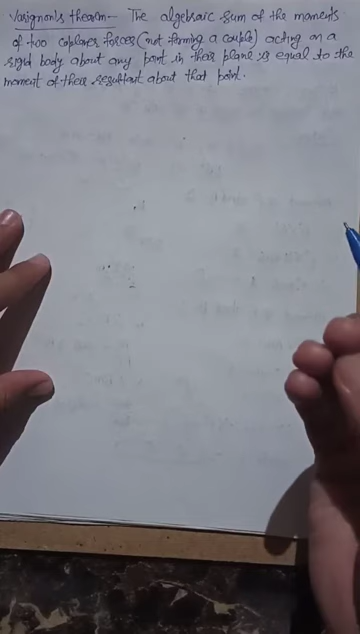 Varignon's theorem - The algebraic sum of the moments
of two coplaner forces (not forming a couple) acting on a
rigid body about any point in their plane is equal to the
moment of their resultant about that point.